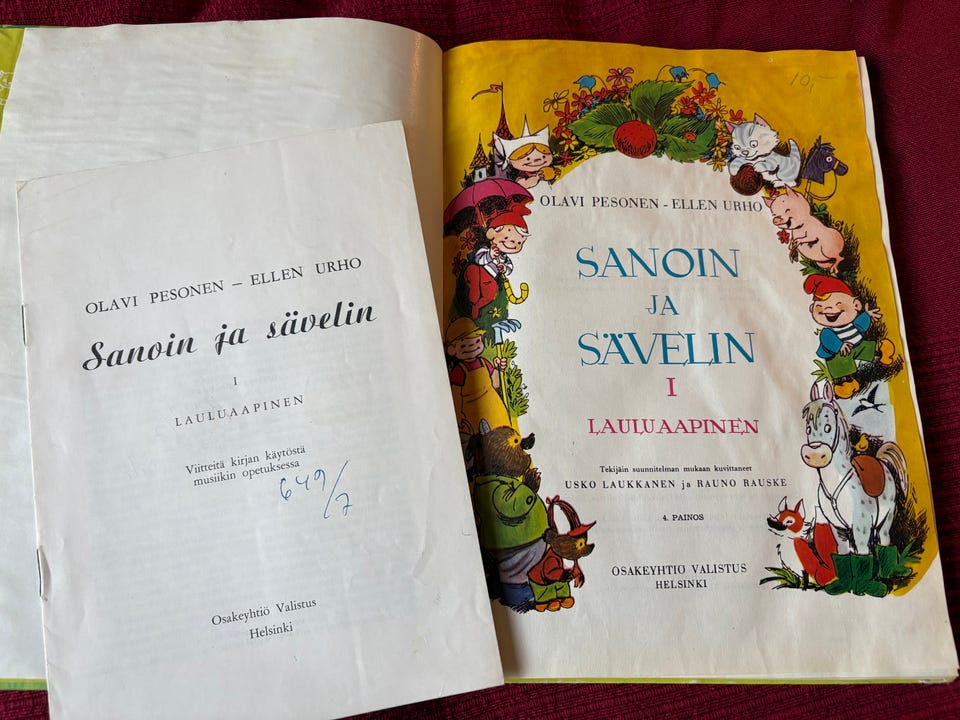 OLAVI PESONEN – ELLEN URHO
Sanoin ja sävelin
I
LAULUAAPINEN
Viitteitä kirjan käytöstä
musiikin opetuksessa
649/7
Osakeyhtiö Valistus
Helsinki
10,-
OLAVI PESONEN - ELLEN URHO
SANOIN
JA
SÄVELIN
I
LAULUAAPINEN
Tekijäin suunnitelman mukaan kuvittaneet
USKO LAUKKANEN ja RAUNO RAUSKE
4. PAINOS
OSAKEYHTIÖ VALISTUS
HELSINKI